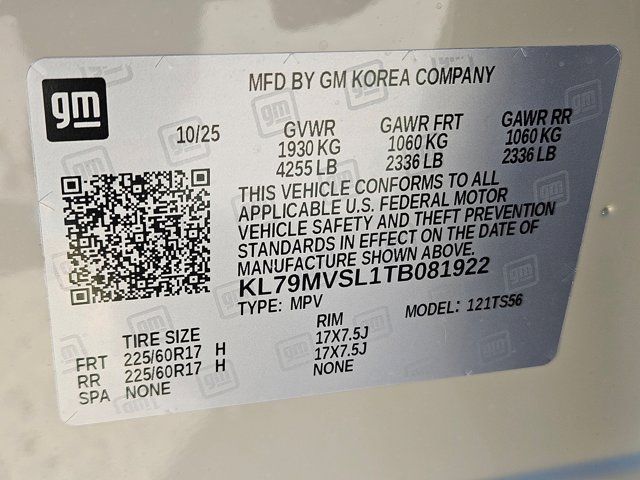 gm
MFD BY GM KOREA COMPANY
10/25
GVWR
1930 KG
4255 LB
GAWR FRT
1060 KG
2336 LB
GAWR RR
1060 KG
2336 LB
THIS VEHICLE CONFORMS TO ALL
APPLICABLE U.S. FEDERAL MOTOR
VEHICLE SAFETY AND THEFT PREVENTION
STANDARDS IN EFFECT ON THE DATE OF
MANUFACTURE SHOWN ABOVE.
KL79MVSL1TB081922
TYPE: MPV
MODEL: 121TS56
TIRE SIZE
RIM
FRT 225/60R17 H 17X7.5J
RR 225/60R17 H 17X7.5J
SPA NONE NONE